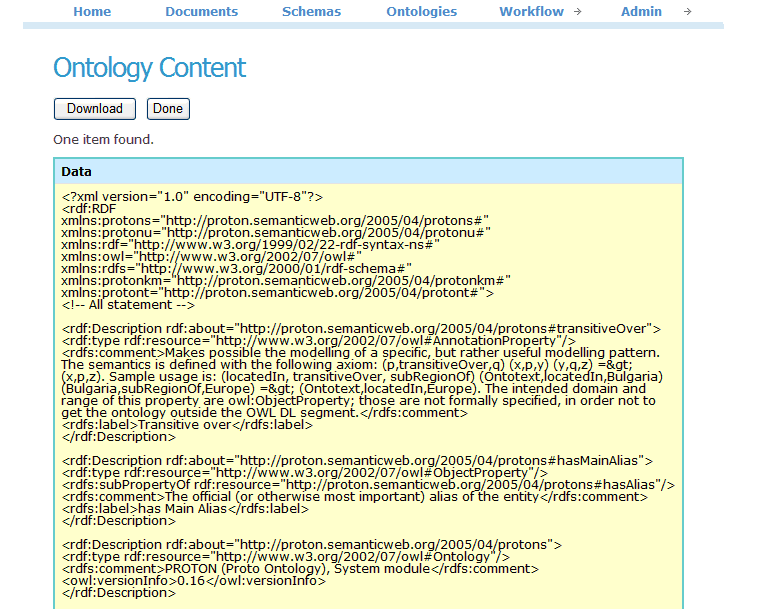 Home Documents Schemas Ontologies Workflow → Admin →
Ontology Content
Download Done
One item found.
Data
<?xml version="1.0" encoding="UTF-8"?>
<rdf:RDF
xmlns:protons="http://proton.semanticweb.org/2005/04/protons#"
xmlns:protonu="http://proton.semanticweb.org/2005/04/protonu#"
xmlns:rdf="http://www.w3.org/1999/02/22-rdf-syntax-ns#"
xmlns:owl="http://www.w3.org/2002/07/owl#"
xmlns:rdfs="http://www.w3.org/2000/01/rdf-schema#"
xmlns:protonkm="http://proton.semanticweb.org/2005/04/protonkm#"
xmlns:protont="http://proton.semanticweb.org/2005/04/protont#">
<!-- All statement -->
<rdf:Description rdf:about="http://proton.semanticweb.org/2005/04/protons#transitiveOver">
<rdf:type rdf:resource="http://www.w3.org/2002/07/owl#AnnotationProperty"/>
<rdfs:comment>Makes possible the modelling of a specific, but rather useful modelling pattern.
The semantics is defined with the following axiom: (p,transitiveOver,q) (x,p,y) (y,q,z) =&gt;
(x,p,z). Sample usage is: (locatedIn, transitiveOver, subRegionOf) (Ontotext,locatedIn,Bulgaria)
(Bulgaria,subRegionOf,Europe) =&gt; (Ontotext,locatedIn,Europe). The intended domain and
range of this property are owl:ObjectProperty; those are not formally specified, in order not to
get the ontology outside the OWL DL segment.</rdfs:comment>
<rdfs:label>Transitive over</rdfs:label>
</rdf:Description>
<rdf:Description rdf:about="http://proton.semanticweb.org/2005/04/protons#hasMainAlias">
<rdf:type rdf:resource="http://www.w3.org/2002/07/owl#ObjectProperty"/>
<rdfs:subPropertyOf rdf:resource="http://proton.semanticweb.org/2005/04/protons#hasAlias"/>
<rdfs:comment>The official (or otherwise most important) alias of the entity</rdfs:comment>
<rdfs:label>has Main Alias</rdfs:label>
</rdf:Description>
<rdf:Description rdf:about="http://proton.semanticweb.org/2005/04/protons">
<rdf:type rdf:resource="http://www.w3.org/2002/07/owl#Ontology"/>
<rdfs:comment>PROTON (Proto Ontology), System module</rdfs:comment>
<owl:versionInfo>0.16</owl:versionInfo>
</rdf:Description>